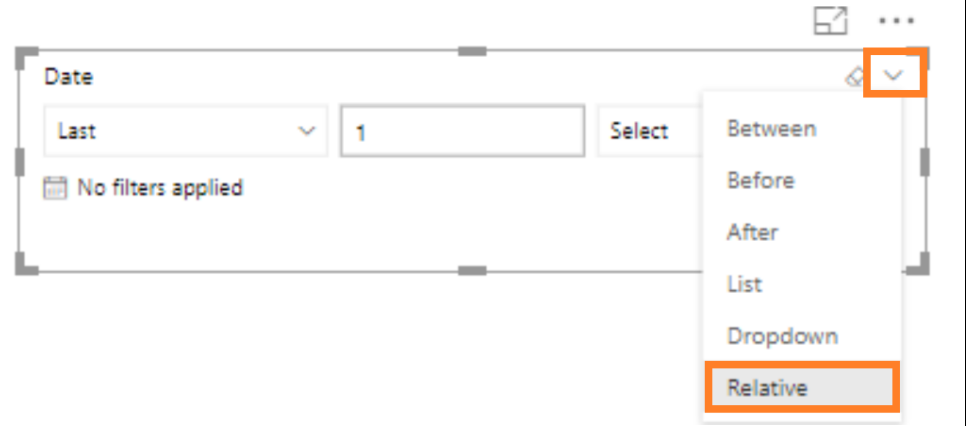 Date
Last
1
Select
No filters applied
Between
Before
After
List
Dropdown
Relative